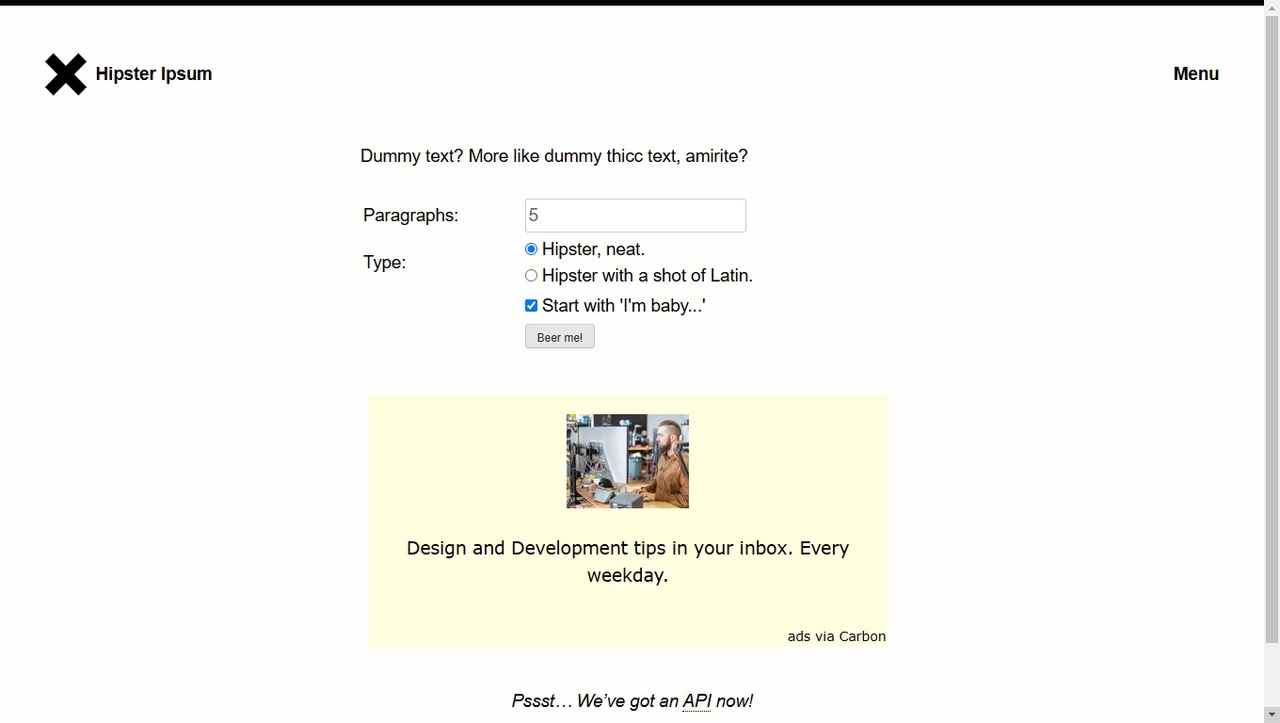 Hipster Ipsum
Menu
Dummy text? More like dummy thicc text, amirite?
Paragraphs:
5
Type:
Hipster, neat.
Hipster with a shot of Latin.
Start with 'I'm baby...'
Beer me!
Design and Development tips in your inbox. Every
weekday.
ads via Carbon
Pssst… We’ve got an API now!